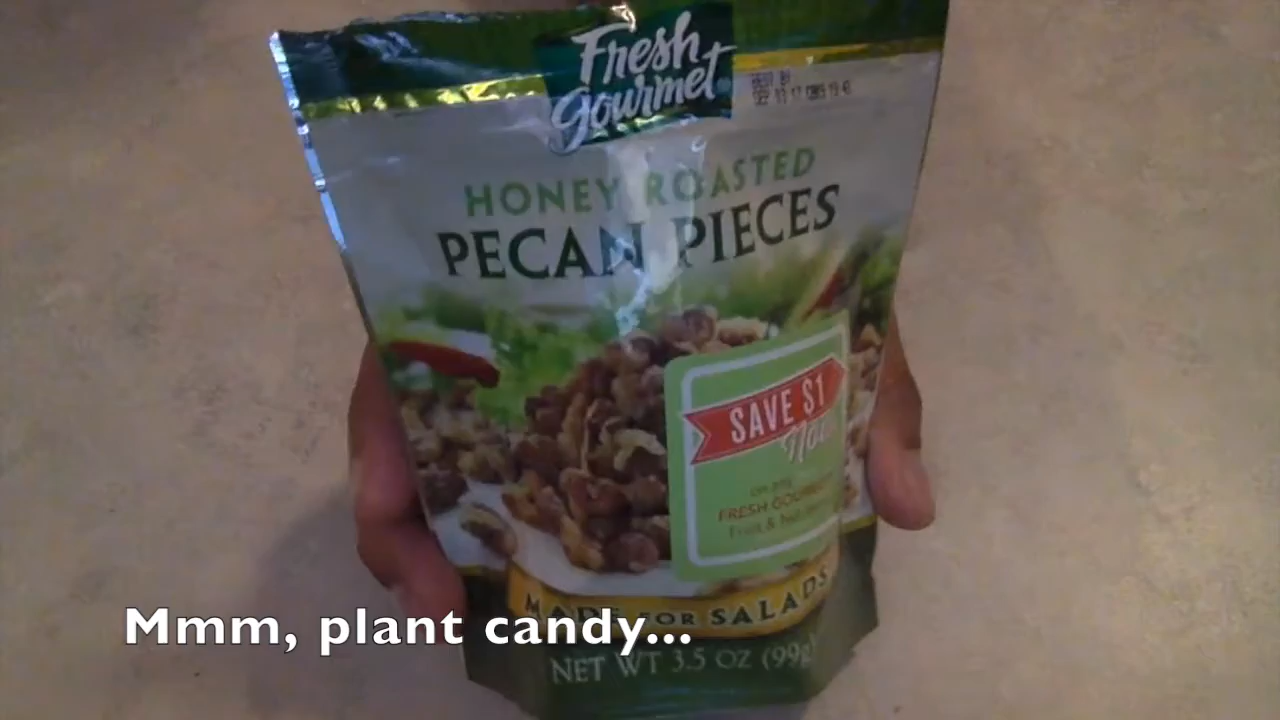 Fresh
Gourmet
HONEY ROASTED
PECAN PIECES
SAVE $1
Now
FRESH GOURMET
Fruit &
MADE FOR SALADS
NET WT 3.5 OZ (99g)
Mmm, plant candy...